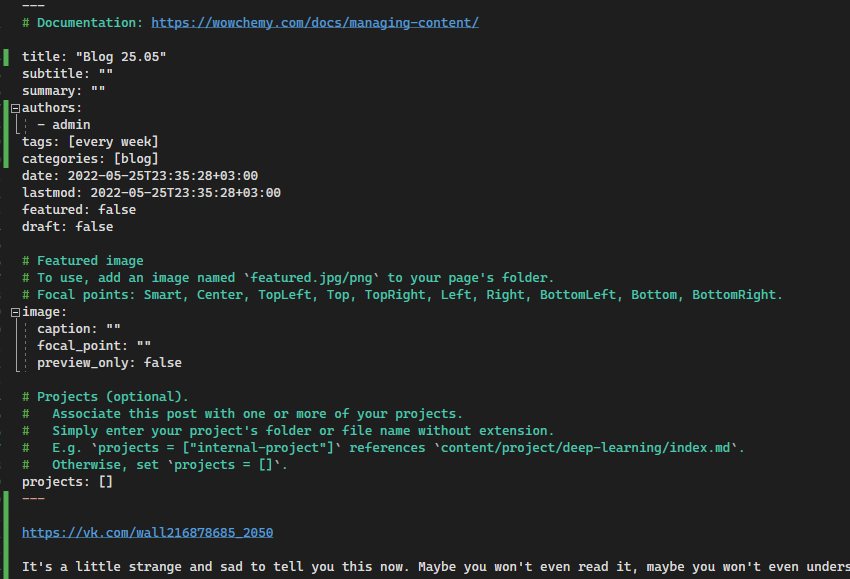 ---
# Documentation: https://wowchemy.com/docs/managing-content/
title: "Blog 25.05"
subtitle: ""
summary: ""
authors:
- admin
tags: [every week]
categories: [blog]
date: 2022-05-25T23:35:28+03:00
lastmod: 2022-05-25T23:35:28+03:00
featured: false
draft: false
# Featured image
# To use, add an image named `featured.jpg/png` to your page's folder.
# Focal points: Smart, Center, TopLeft, Top, TopRight, Left, Right, BottomLeft, Bottom, BottomRight.
image:
caption: ""
focal_point: ""
preview_only: false
# Projects (optional).
#   Associate this post with one or more of your projects.
#   Simply enter your project's folder or file name without extension.
#   E.g. `projects = ["internal-project"]` references `content/project/deep-learning/index.md`.
#   Otherwise, set `projects = []`.
projects: []
---
https://vk.com/wall216878685_2050
It's a little strange and sad to tell you this now. Maybe you won't even read it, maybe you won't even